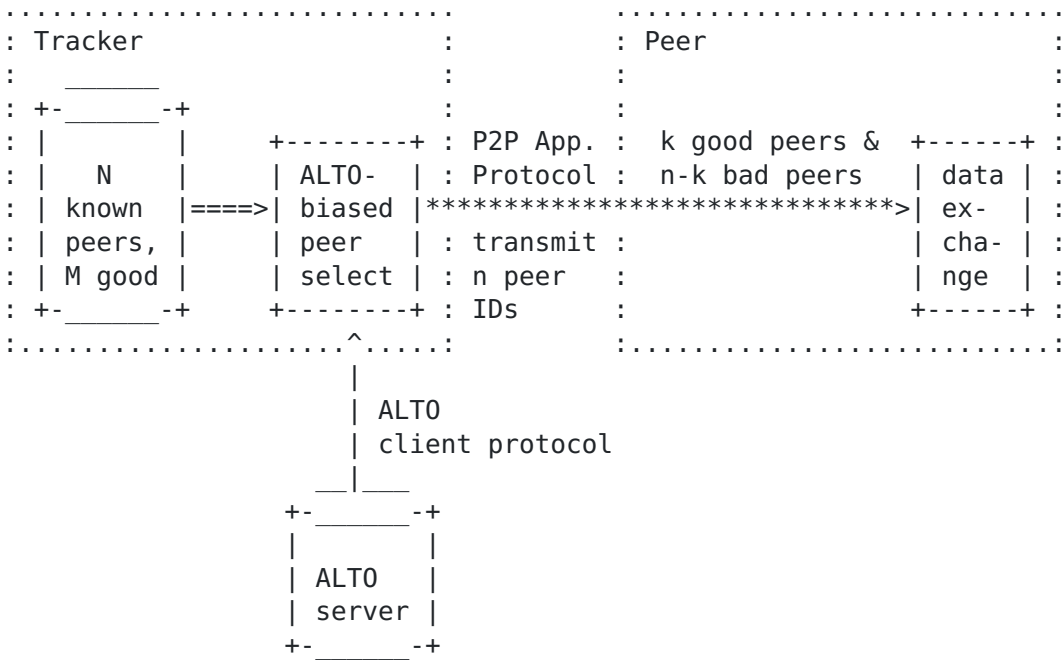 Tracker
Peer
P2P App. k good peers &
N ALTO- Protocol n-k bad peers data
known biased ex-
peers, peer transmit cha-
M good select n peer nge
IDs
ALTO
client protocol
ALTO
server